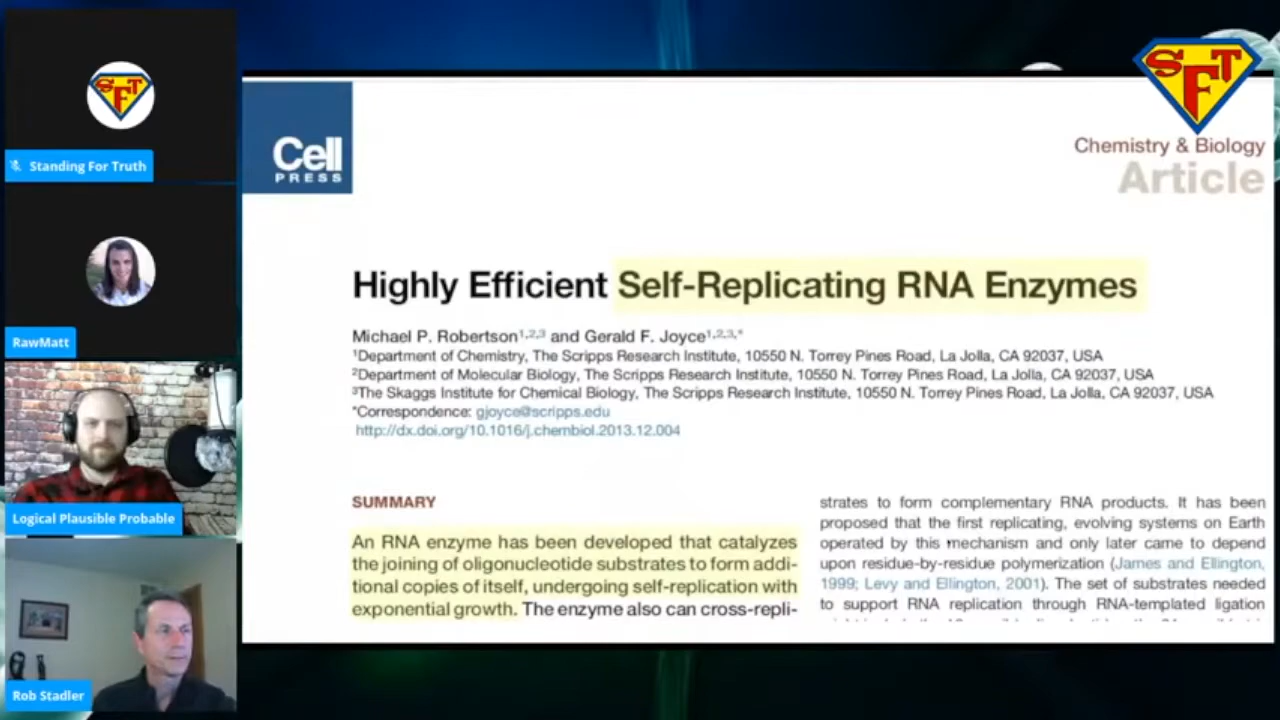 SFT
Standing For Truth
RawMatt
Logical Plausible Probable
Rob Stadler
SFT
Cell
PRESS
Chemistry & Biology
Article
Highly Efficient Self-Replicating RNA Enzymes
Michael P. Robertson1,2,3 and Gerald F. Joyce1,2,3,*
1Department of Chemistry, The Scripps Research Institute, 10550 N. Torrey Pines Road, La Jolla, CA 92037, USA
2Department of Molecular Biology, The Scripps Research Institute, 10550 N. Torrey Pines Road, La Jolla, CA 92037, USA
3The Skaggs Institute for Chemical Biology, The Scripps Research Institute, 10550 N. Torrey Pines Road, La Jolla, CA 92037, USA
*Correspondence: gjoyce@scripps.edu
http://dx.doi.org/10.1016/j.chembiol.2013.12.004
SUMMARY
An RNA enzyme has been developed that catalyzes
the joining of oligonucleotide substrates to form addi-
tional copies of itself, undergoing self-replication with
exponential growth. The enzyme also can cross-repli-
strates to form complementary RNA products. It has been
proposed that the first replicating, evolving systems on Earth
operated by this mechanism and only later came to depend
upon residue-by-residue polymerization (James and Ellington,
1999; Levy and Ellington, 2001). The set of substrates needed
to support RNA replication through RNA-templated ligation